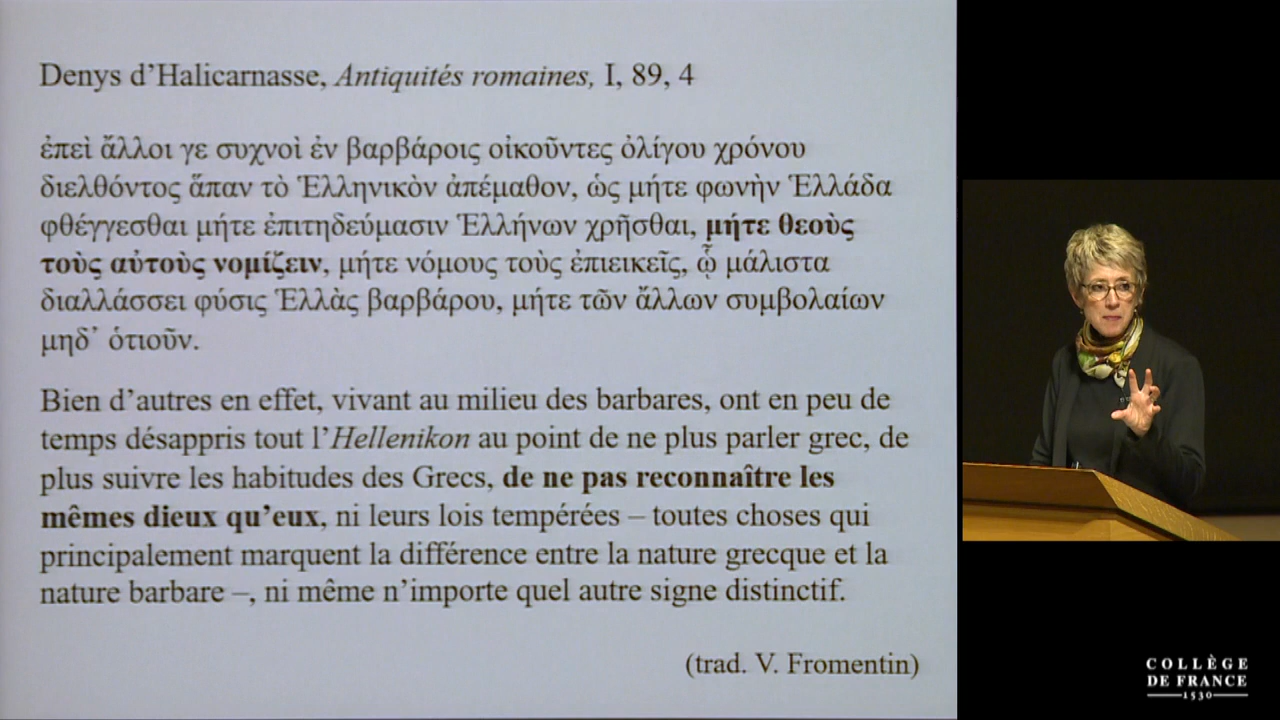 Denys d’Halicarnasse, Antiquités romaines, I, 89, 4
ἐπεὶ ἄλλοι γε συχνοὶ ἐν βαρβάροις οἰκοῦντες ὀλίγου χρόνου
διελθόντος ἅπαν τὸ Ἑλληνικὸν ἀπέμαθον, ὡς μήτε φωνὴν Ἑλλάδα
φθέγγεσθαι μήτε ἐπιτηδεύμασιν Ἑλλήνων χρῆσθαι, μήτε θεοὺς
τοὺς αὐτοὺς νομίζειν, μήτε νόμους τοὺς ἐπιεικεῖς, ᾧ μάλιστα
διαλλάσσει φύσις Ἑλλὰς βαρβάρου, μήτε τῶν ἄλλων συμβολαίων
μηδ’ ὁτιοῦν.
Bien d’autres en effet, vivant au milieu des barbares, ont en peu de
temps désappris tout l’Hellenikon au point de ne plus parler grec, de
plus suivre les habitudes des Grecs, de ne pas reconnaître les
mêmes dieux qu’eux, ni leurs lois tempérées – toutes choses qui
principalement marquent la différence entre la nature grecque et la
nature barbare –, ni même n’importe quel autre signe distinctif.
(trad. V. Fromentin)
COLLÈGE
DE FRANCE
1530